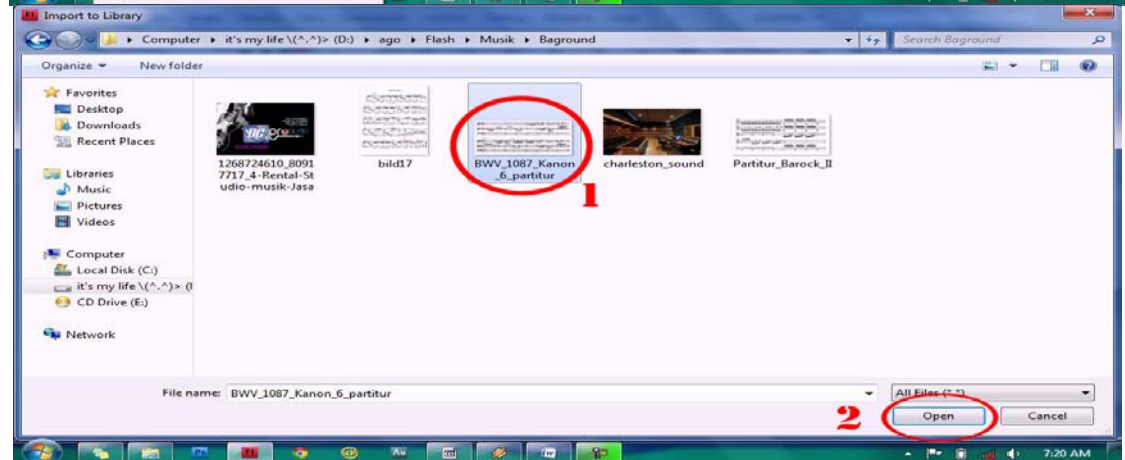 Import to Library
Computer ▸ it's my life \(^.^)> (D:) ▸ ago ▸ Flash ▸ Musik ▸ Baground
Search Baground
Organize
New folder
Favorites
Desktop
Downloads
Recent Places
Libraries
Music
Pictures
Videos
Computer
Local Disk (C:)
it's my life \(^.^)> (
CD Drive (E:)
Network
1268724610_8091
7717_4-Rental-St
udio-musik-Jasa
bild17
BWV_1087_Kanon
_6_partitur
charleston_sound
Partitur_Barock_II
1
File name:
BWV_1087_Kanon_6_partitur
All Files (*.*)
2
Open
Cancel
7:20 AM